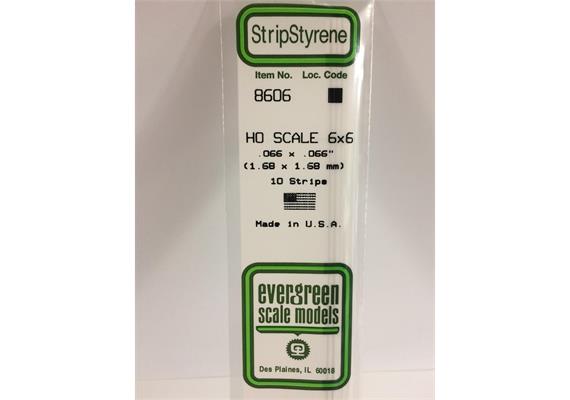 StripStyrene
Item No. Loc. Code
8606
HO SCALE 6x6
.066 x .066"
(1.68 x 1.68 mm)
10 Strips
Made in U.S.A.
evergreen
scale models
Des Plaines, IL 60018